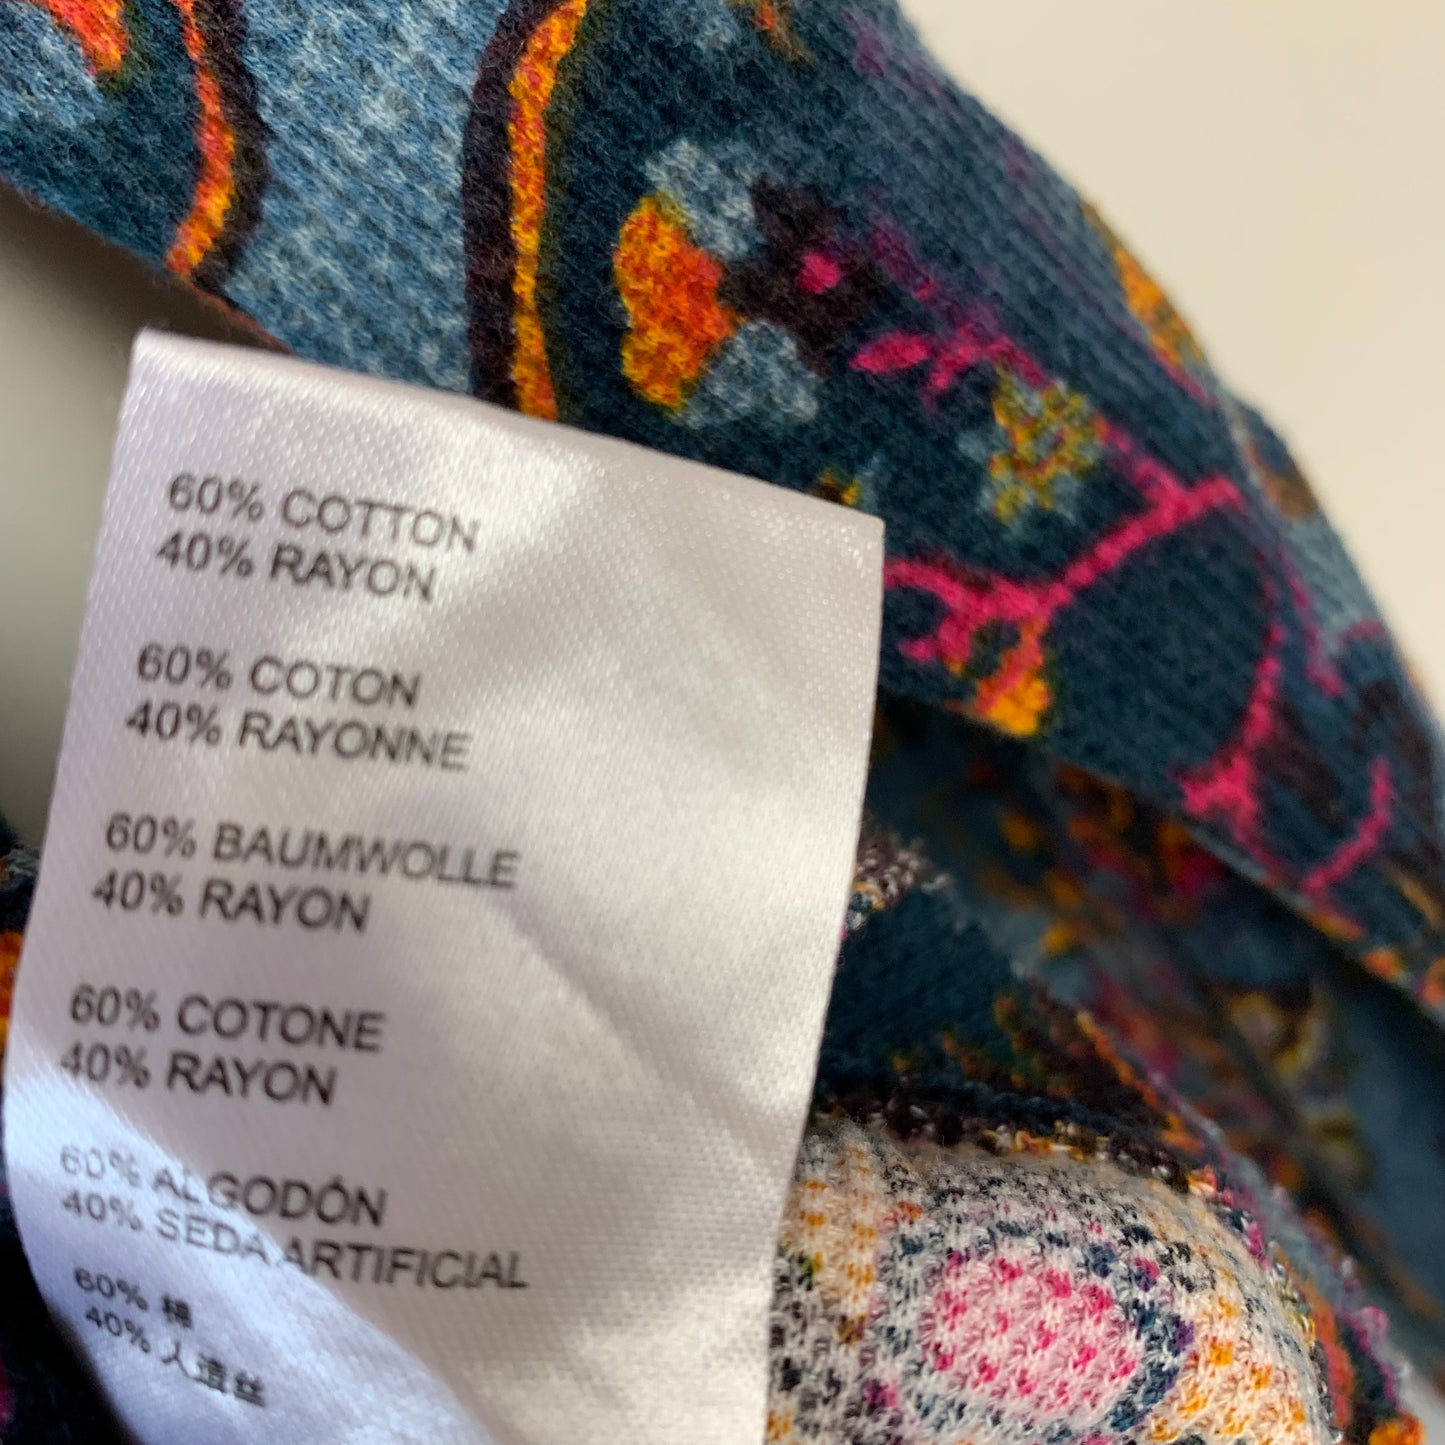 60% COTTON
40% RAYON
60% COTON
40% RAYONNE
60% BAUMWOLLE
40% RAYON
60% COTONE
40% RAYON
60% ALGODÓN
40% SEDA ARTIFICIAL
60% 棉
40% 人造丝